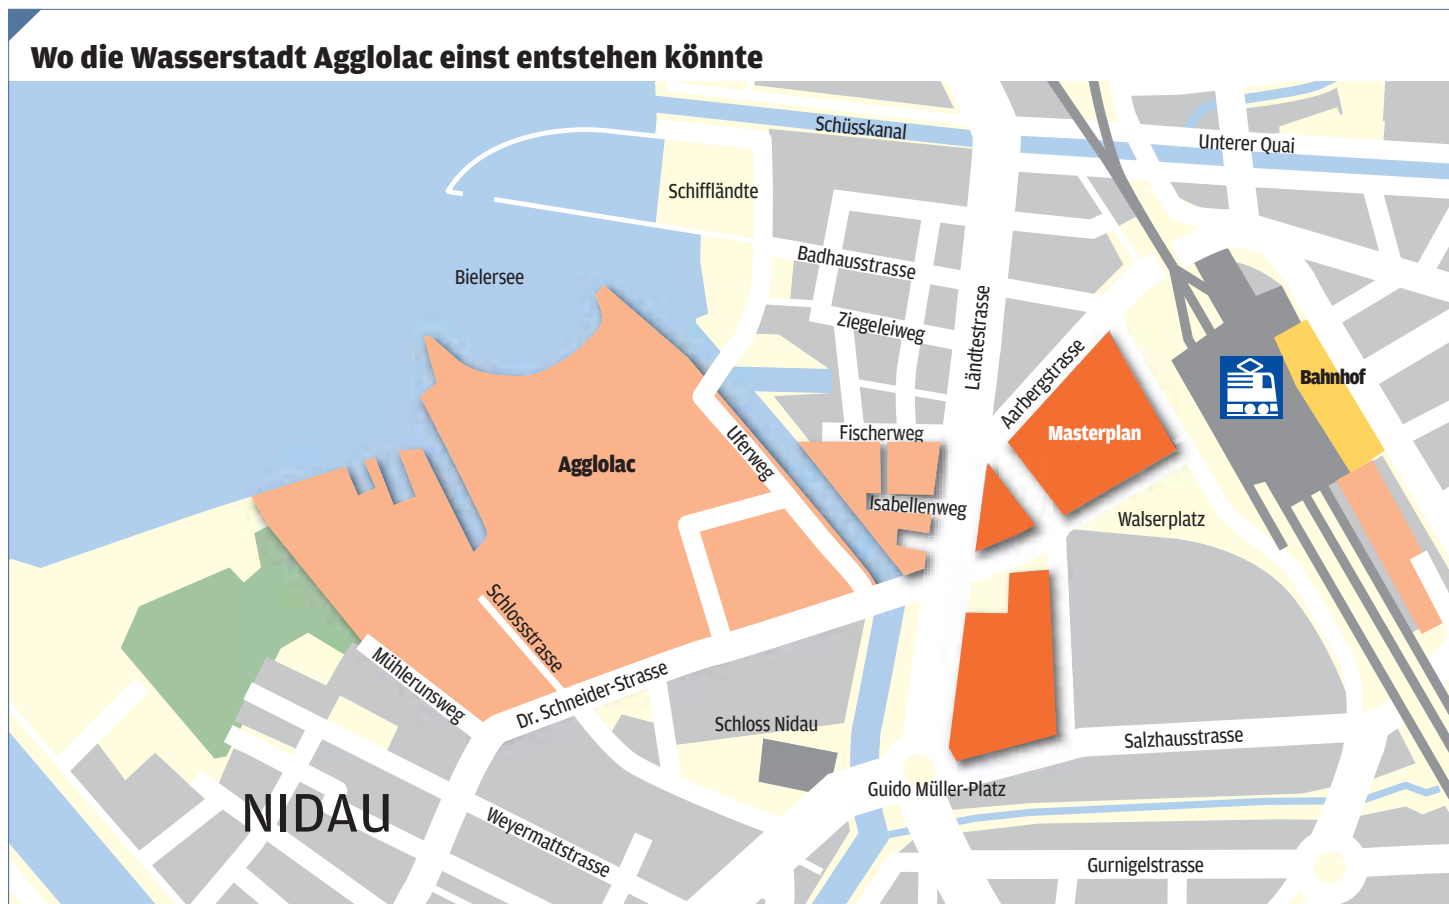 Wo die Wasserstadt Agglolac einst entstehen könnte
Schüsskanal
Unterer Quai
Schiffländte
Badhausstrasse
Bielersee
Ziegeleiweg
Ländtestrasse
Aarbergstrasse
Bahnhof
Fischerweg
Masterplan
Uferweg
Agglolac
Isabellenweg
Walserplatz
Schlossstrasse
Mühlerunsweg
Dr. Schneider-Strasse
Schloss Nidau
Salzhausstrasse
Guido Müller-Platz
NIDAU
Weyermattstrasse
Gurnigelstrasse